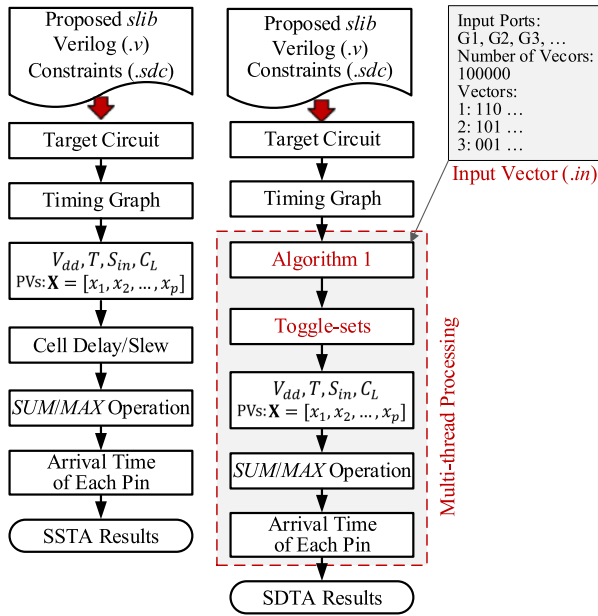 Proposed slib
Verilog (.v)
Constraints (.sdc)
Target Circuit
Timing Graph
V_dd, T, S_in, C_L
PVs: X = [x_1, x_2, ..., x_p]
Cell Delay/Slew
SUM/MAX Operation
Arrival Time
of Each Pin
SSTA Results
Proposed slib
Verilog (.v)
Constraints (.sdc)
Target Circuit
Timing Graph
Algorithm 1
Toggle-sets
V_dd, T, S_in, C_L
PVs: X = [x_1, x_2, ..., x_p]
SUM/MAX Operation
Arrival Time
of Each Pin
SDTA Results
Multi-thread Processing
Input Ports:
G1, G2, G3, ...
Number of Vecors:
100000
Vectors:
1: 110 ...
2: 101 ...
3: 001 ...
Input Vector (.in)